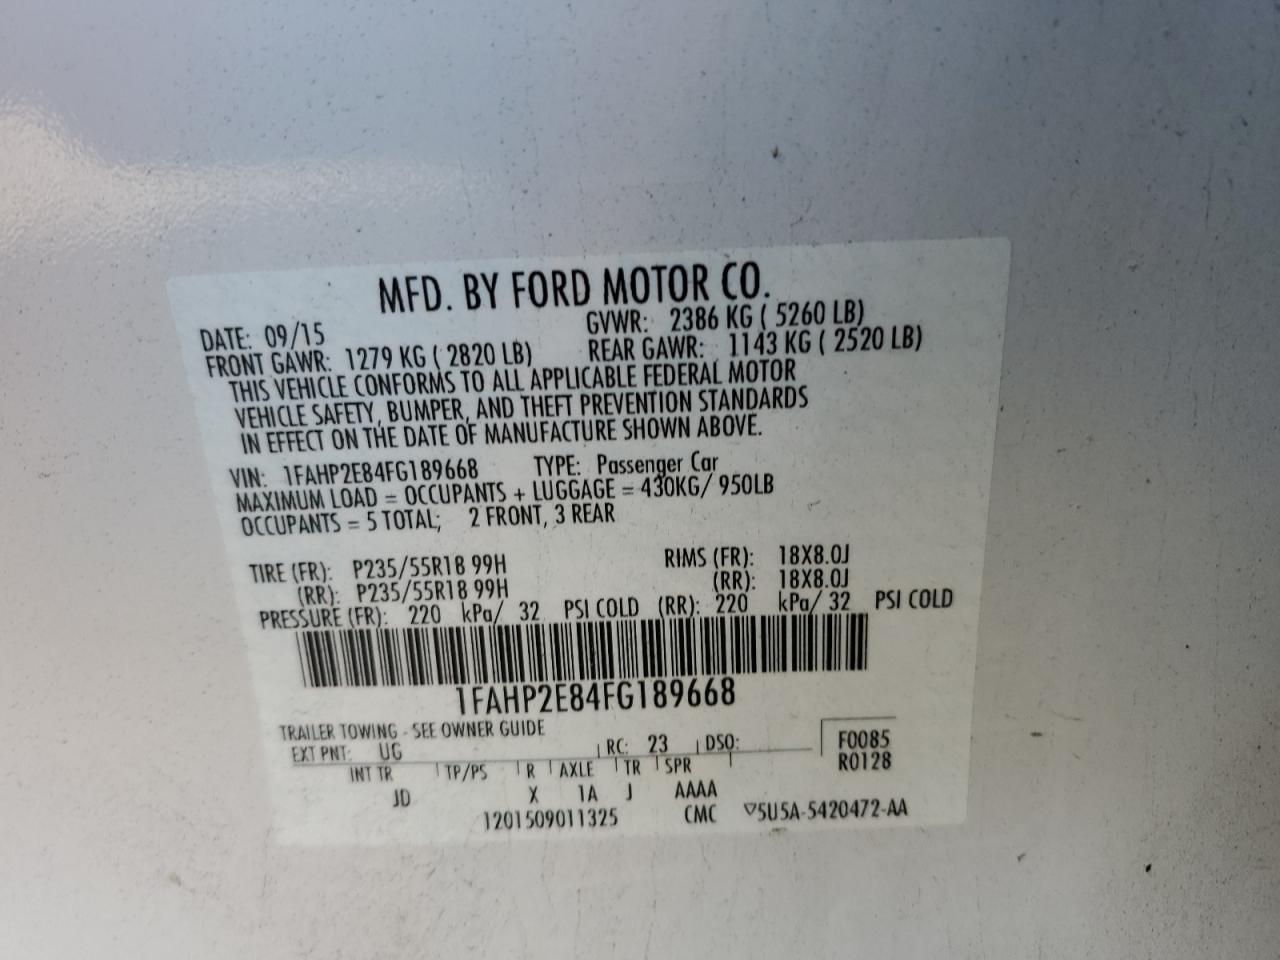 MFD. BY FORD MOTOR CO.
DATE: 09/15 GVWR: 2386 KG ( 5260 LB)
FRONT GAWR: 1279 KG ( 2820 LB) REAR GAWR: 1143 KG ( 2520 LB)
THIS VEHICLE CONFORMS TO ALL APPLICABLE FEDERAL MOTOR
VEHICLE SAFETY, BUMPER, AND THEFT PREVENTION STANDARDS
IN EFFECT ON THE DATE OF MANUFACTURE SHOWN ABOVE.
VIN: 1FAHP2E84FG189668 TYPE: Passenger Car
MAXIMUM LOAD = OCCUPANTS + LUGGAGE = 430KG/ 950LB
OCCUPANTS = 5 TOTAL; 2 FRONT, 3 REAR
TIRE (FR): P235/55R18 99H RIMS (FR): 18X8.0J
(RR): P235/55R18 99H (RR): 18X8.0J
PRESSURE (FR): 220 kPa/ 32 PSI COLD (RR): 220 kPa/ 32 PSI COLD
1FAHP2E84FG189668
TRAILER TOWING - SEE OWNER GUIDE
EXT PNT: UG RC: 23 DSO: F0085
INT TR TP/PS R AXLE TR SPR R0128
JD X 1A J AAAA
1201509011325 CMC ▽5U5A-5420472-AA